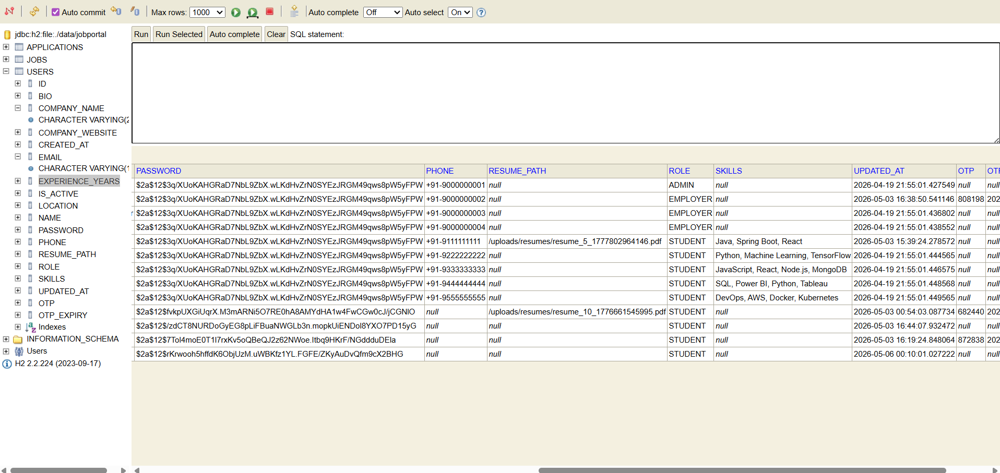 Auto commit Max rows: 1000 Auto complete Off Auto select On
jdbc:h2:file:./data/jobportal
APPLICATIONS
JOBS
USERS
ID
BIO
COMPANY_NAME
CHARACTER VARYING(2
COMPANY_WEBSITE
CREATED_AT
EMAIL
CHARACTER VARYING(1
EXPERIENCE_YEARS
IS_ACTIVE
LOCATION
NAME
PASSWORD
PHONE
RESUME_PATH
ROLE
SKILLS
UPDATED_AT
OTP
OTP_EXPIRY
Indexes
INFORMATION_SCHEMA
Users
H2 2.2.224 (2023-09-17)
Run Run Selected Auto complete Clear SQL statement:
PASSWORD PHONE RESUME_PATH ROLE SKILLS UPDATED_AT OTP OTP
$2a$12$3q/XUoKAHGRaD7NbL9ZbX.wLKdHvZrN0SYEzJRGM49qws8pW5yFPW +91-9000000001 null ADMIN null 2026-04-19 21:55:01.427549 null null
$2a$12$3q/XUoKAHGRaD7NbL9ZbX.wLKdHvZrN0SYEzJRGM49qws8pW5yFPW +91-9000000002 null EMPLOYER null 2026-05-03 16:38:50.541146 808198 202
$2a$12$3q/XUoKAHGRaD7NbL9ZbX.wLKdHvZrN0SYEzJRGM49qws8pW5yFPW +91-9000000003 null EMPLOYER null 2026-04-19 21:55:01.436802 null null
$2a$12$3q/XUoKAHGRaD7NbL9ZbX.wLKdHvZrN0SYEzJRGM49qws8pW5yFPW +91-9000000004 null EMPLOYER null 2026-04-19 21:55:01.438552 null null
$2a$12$3q/XUoKAHGRaD7NbL9ZbX.wLKdHvZrN0SYEzJRGM49qws8pW5yFPW +91-9111111111 /uploads/resumes/resume_5_1777802964146.pdf STUDENT Java, Spring Boot, React 2026-05-03 15:39:24.278572 null null
$2a$12$3q/XUoKAHGRaD7NbL9ZbX.wLKdHvZrN0SYEzJRGM49qws8pW5yFPW +91-9222222222 null STUDENT Python, Machine Learning, TensorFlow 2026-04-19 21:55:01.444565 null null
$2a$12$3q/XUoKAHGRaD7NbL9ZbX.wLKdHvZrN0SYEzJRGM49qws8pW5yFPW +91-9333333333 null STUDENT JavaScript, React, Node.js, MongoDB 2026-04-19 21:55:01.446575 null null
$2a$12$3q/XUoKAHGRaD7NbL9ZbX.wLKdHvZrN0SYEzJRGM49qws8pW5yFPW +91-9444444444 null STUDENT SQL, Power BI, Python, Tableau 2026-04-19 21:55:01.448568 null null
$2a$12$3q/XUoKAHGRaD7NbL9ZbX.wLKdHvZrN0SYEzJRGM49qws8pW5yFPW +91-9555555555 null STUDENT DevOps, AWS, Docker, Kubernetes 2026-04-19 21:55:01.449565 null null
$2a$12$fvkpUXGiUqrX.M3mARNi5O7RE0hA8AMYdHA1w4FwCGw0cJ/jCGNIO null /uploads/resumes/resume_10_1776661545995.pdf STUDENT null 2026-05-03 00:54:03.087734 682440 202
$2a$12$/zdCT8NURDoGyEG8pLiFBuaNWGLb3n.mopkUiENDoI8YXO7PD15yG null null STUDENT null 2026-05-03 16:44:07.932472 null null
$2a$12$7Tol4moE0T1I7rxKv5oQBeQJ2z62NWoe.Itbq9HKrF/NGddduDEla null null STUDENT null 2026-05-03 16:19:24.848064 872838 202
$2a$12$rKrwooh5hffdK6ObjUzM.uWBKfz1YL.FGFE/ZKyAuDvQfm9cX2BHG null null STUDENT null 2026-05-06 00:10:01.027222 null null